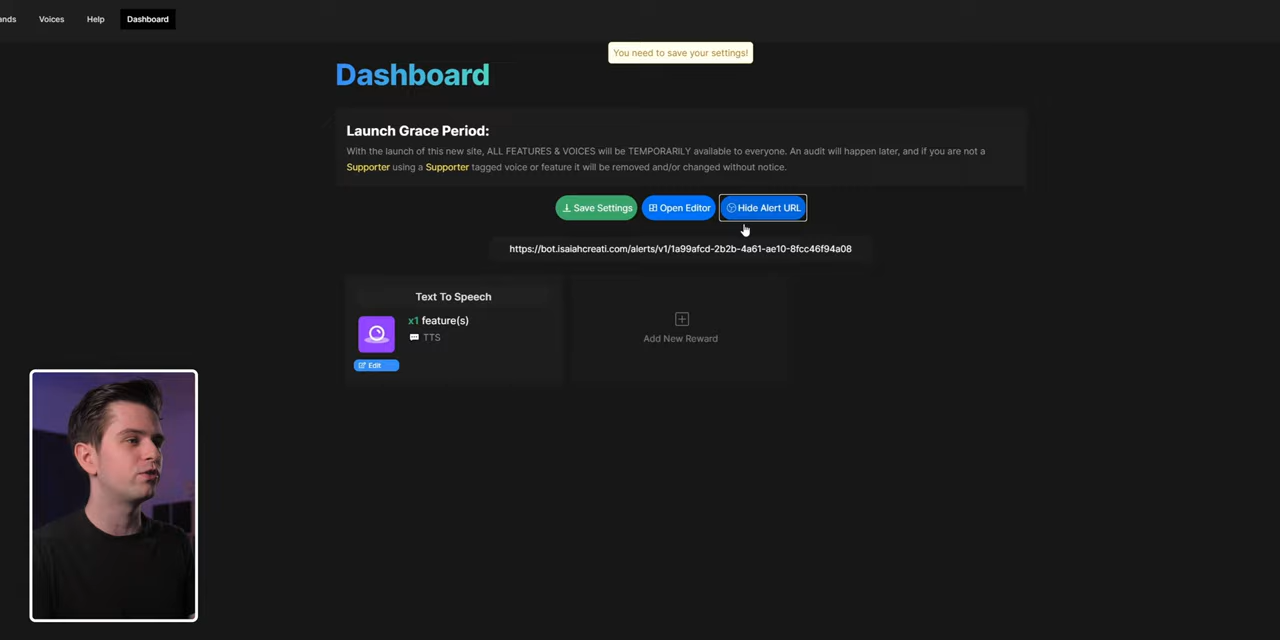 Voices Help Dashboard
You need to save your settings!
Dashboard
Launch Grace Period:
With the launch of this new site, ALL FEATURES & VOICES will be TEMPORARILY available to everyone. An audit will happen later, and if you are not a
Supporter using a Supporter tagged voice or feature it will be removed and/or changed without notice.
Save Settings Open Editor Hide Alert URL
https://bot.isaiahcreati.com/alerts/v1/1a99afcd-2b2b-4a61-ae10-8fcc46f94a08
Text To Speech
x1 feature(s)
TTS
Edit
Add New Reward